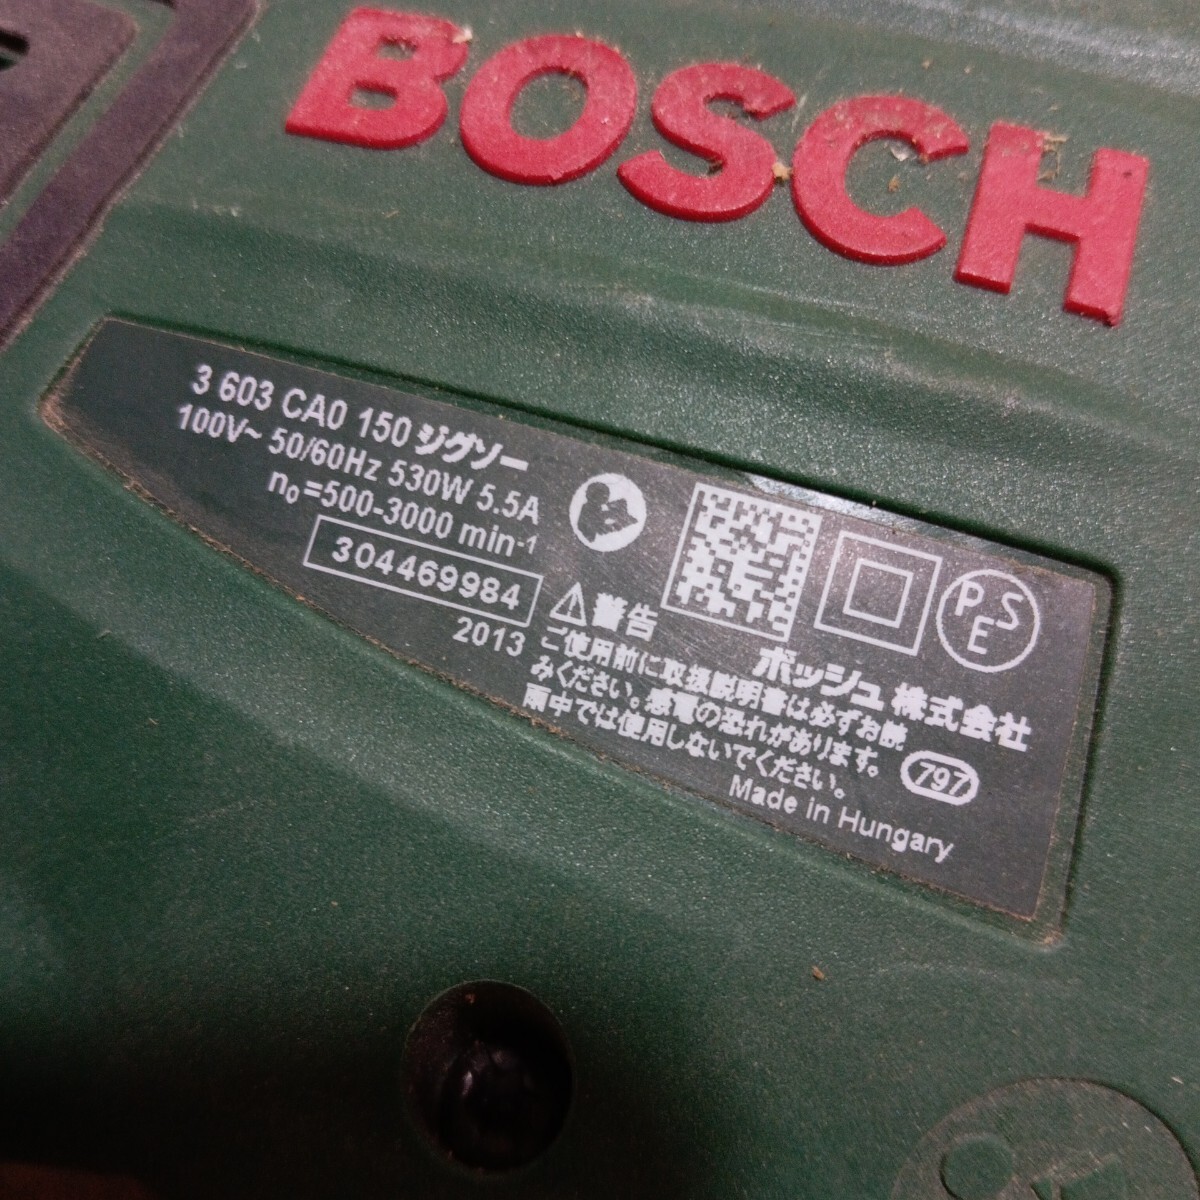 BOSCH
3 603 CA0 150 ジグソー
100V~ 50/60Hz 530W 5.5A
n₀=500-3000 min⁻¹
304469984
2013
PSE
ボッシュ株式会社
警告
ご使用前に取扱説明書は必ずお読
みください。感電の恐れがあります。
雨中では使用しないでください。
797
Made in Hungary